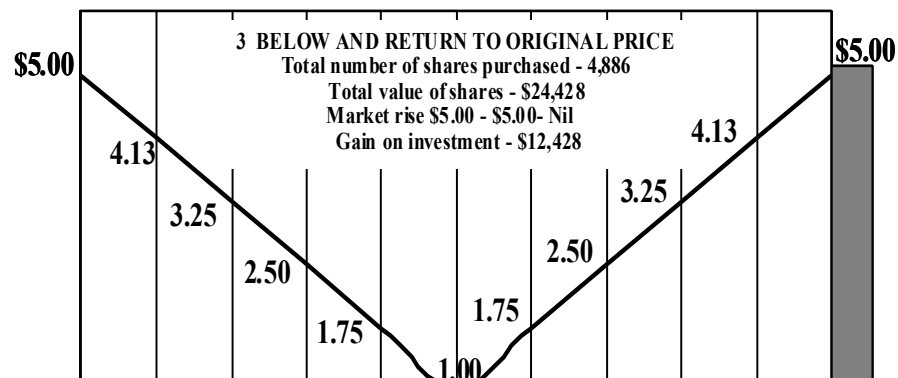 3 BELOW AND RETURN TO ORIGINAL PRICE
Total number of shares purchased - 4,886
Total value of shares - $24,428
Market rise $5.00 - $5.00- Nil
Gain on investment - $12,428
$5.00
$5.00
4.13
4.13
3.25
3.25
2.50
2.50
1.75
1.75
1.00